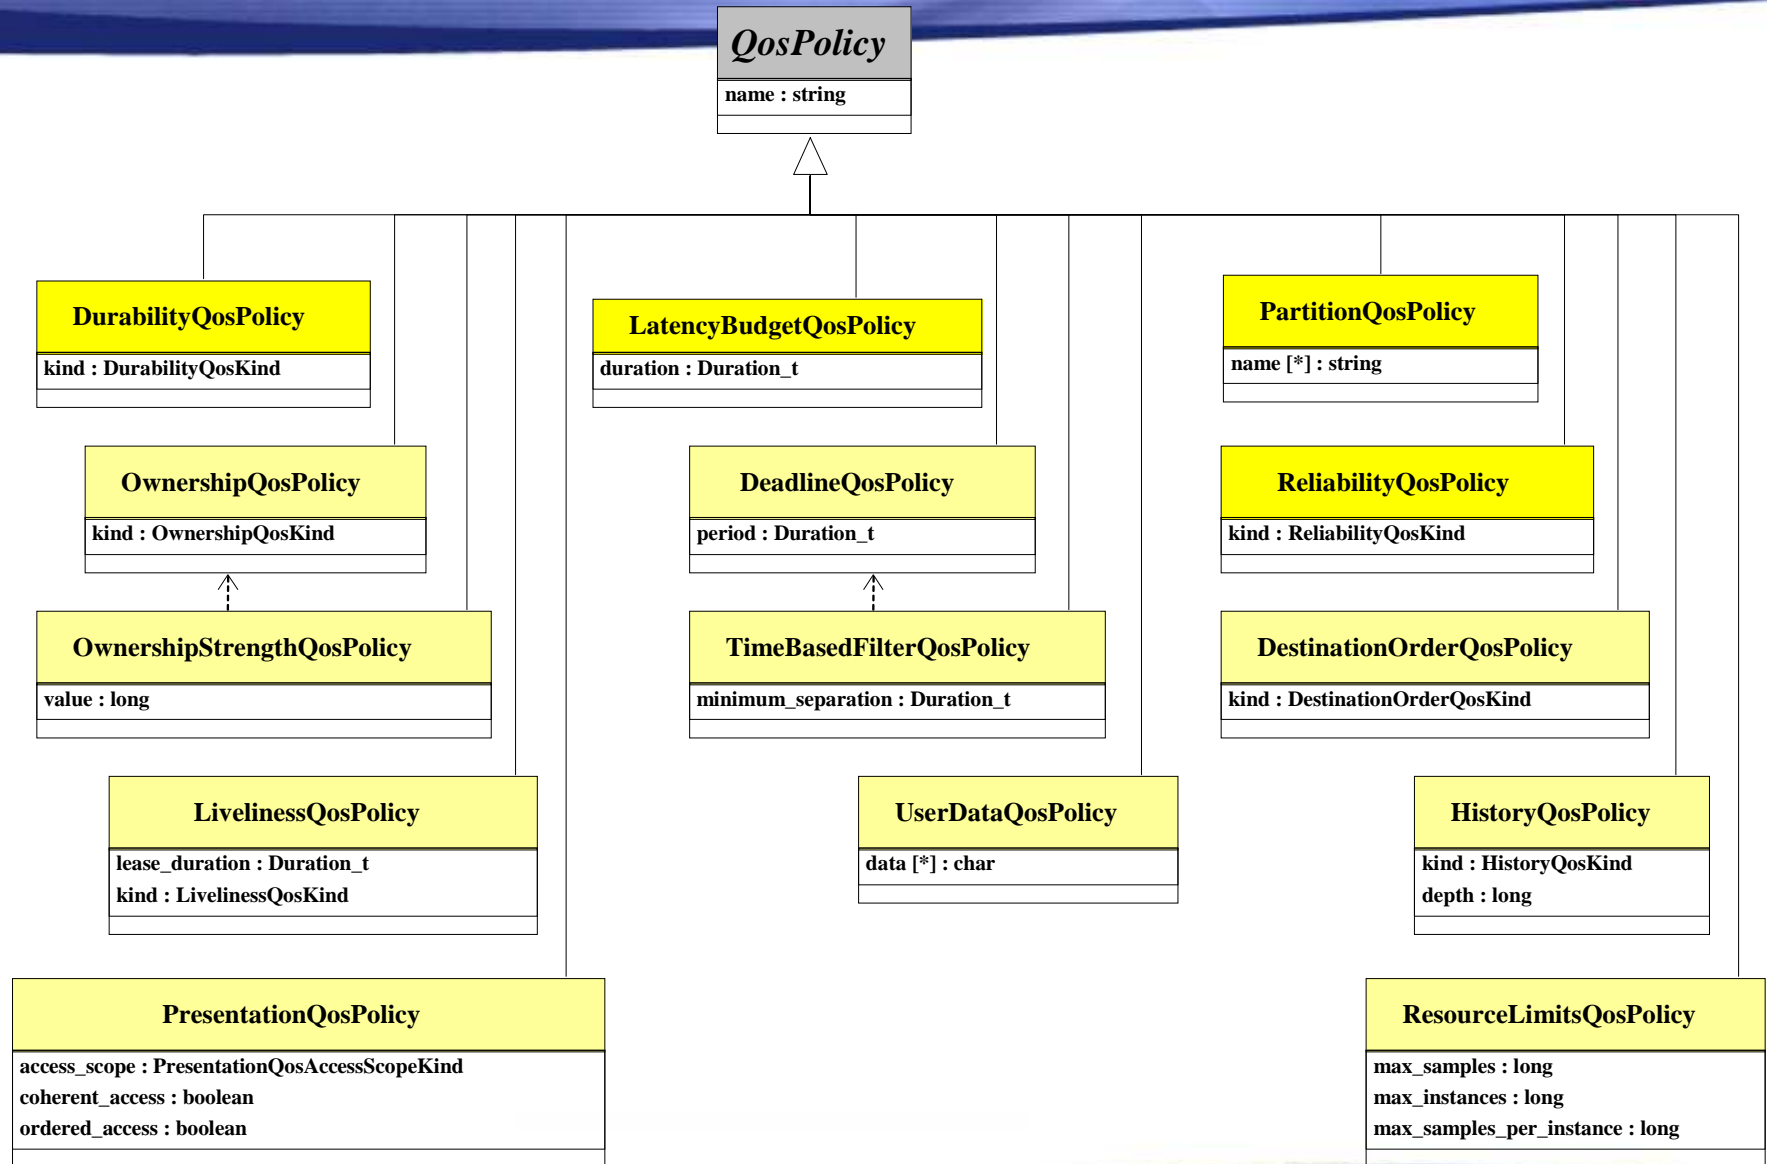 QosPolicy
name : string
DurabilityQosPolicy
kind : DurabilityQosKind
LatencyBudgetQosPolicy
duration : Duration_t
PartitionQosPolicy
name [*] : string
OwnershipQosPolicy
kind : OwnershipQosKind
DeadlineQosPolicy
period : Duration_t
ReliabilityQosPolicy
kind : ReliabilityQosKind
OwnershipStrengthQosPolicy
value : long
TimeBasedFilterQosPolicy
minimum_separation : Duration_t
DestinationOrderQosPolicy
kind : DestinationOrderQosKind
LivelinessQosPolicy
lease_duration : Duration_t
kind : LivelinessQosKind
UserDataQosPolicy
data [*] : char
HistoryQosPolicy
kind : HistoryQosKind
depth : long
PresentationQosPolicy
access_scope : PresentationQosAccessScopeKind
coherent_access : boolean
ordered_access : boolean
ResourceLimitsQosPolicy
max_samples : long
max_instances : long
max_samples_per_instance : long